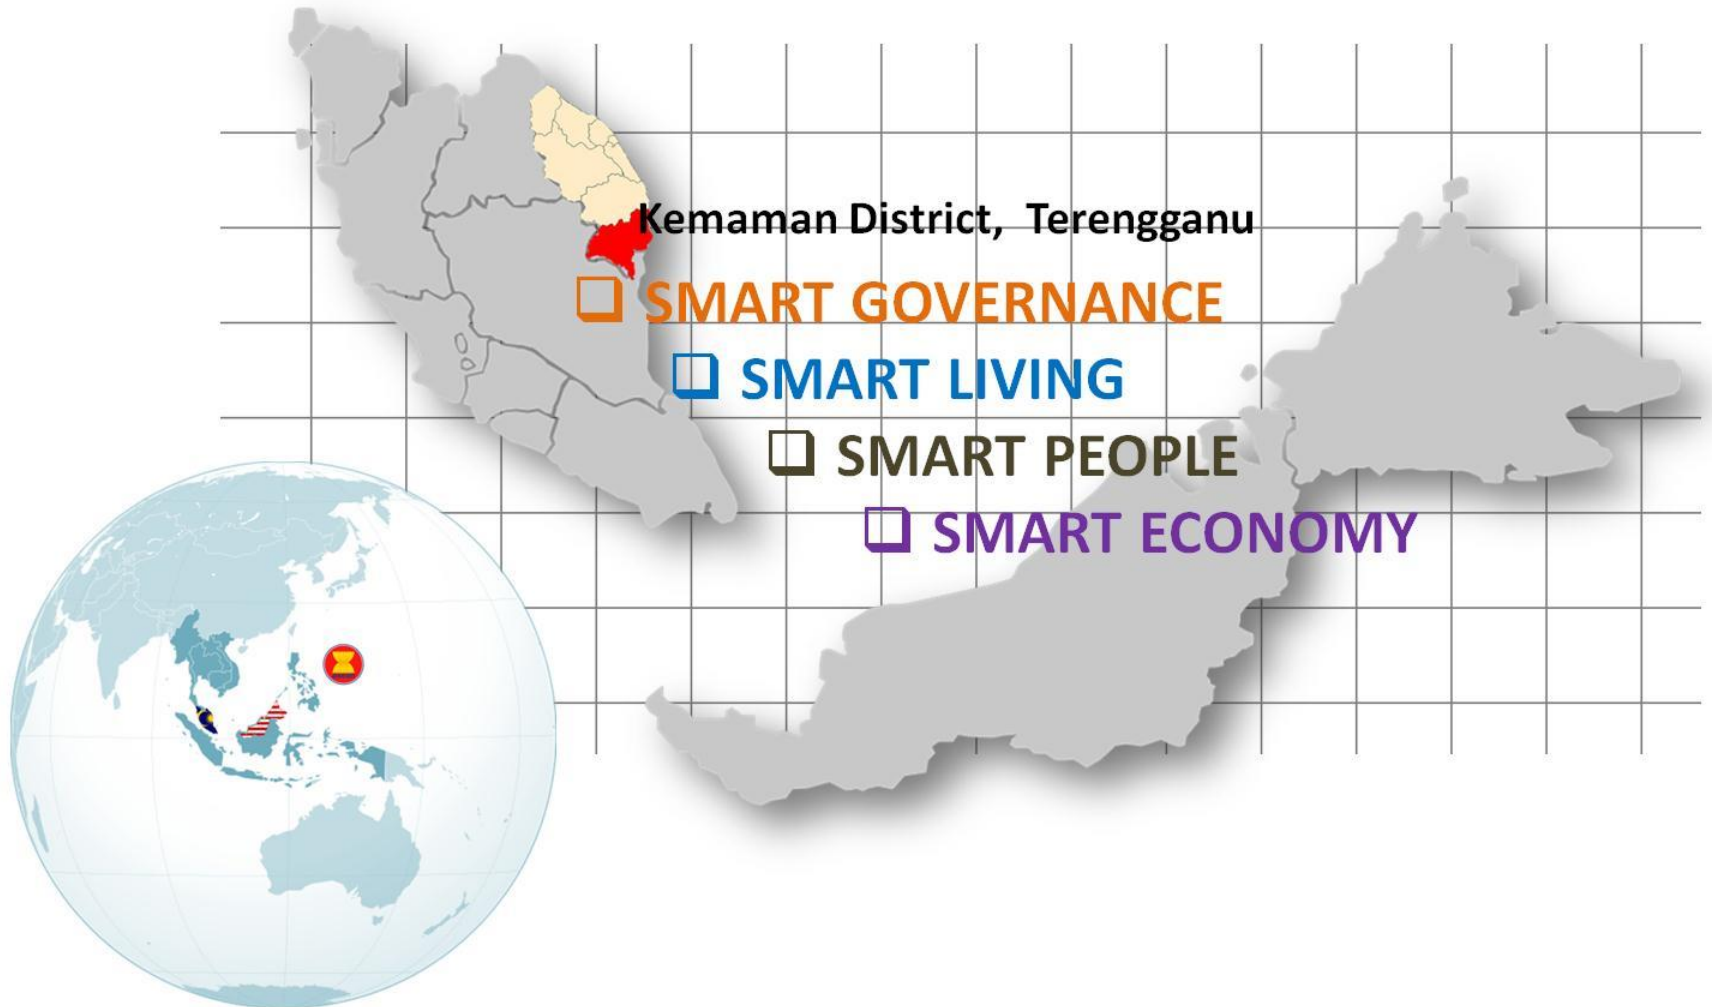 Kemaman District, Terengganu
❑ SMART GOVERNANCE
❑ SMART LIVING
❑ SMART PEOPLE
❑ SMART ECONOMY